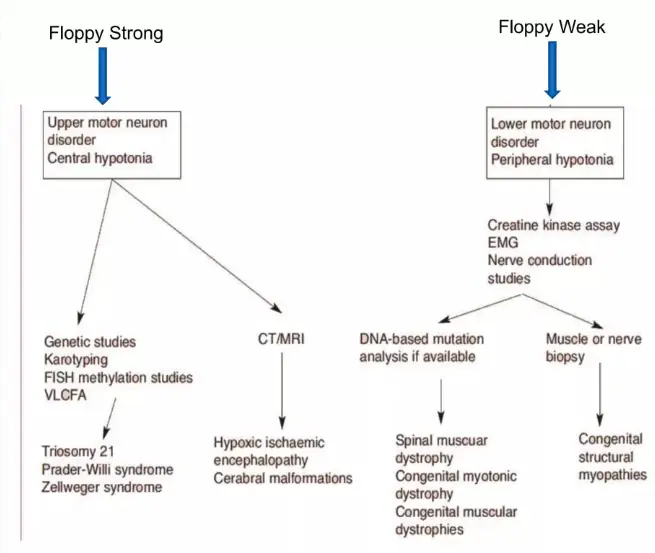 Floppy Strong
Floppy Weak
Upper motor neuron
disorder
Central hypotonia
Lower motor neuron
disorder
Peripheral hypotonia
Creatine kinase assay
EMG
Nerve conduction
studies
Genetic studies
Karotyping
FISH methylation studies
VLCFA
CT/MRI
DNA-based mutation
analysis if available
Muscle or nerve
biopsy
Triosomy 21
Prader-Willi syndrome
Zellweger syndrome
Hypoxic ischaemic
encephalopathy
Cerabral malformations
Spinal muscuar
dystrophy
Congenital myotonic
dystrophy
Congenital muscular
dystrophies
Congenital
structural
myopathies